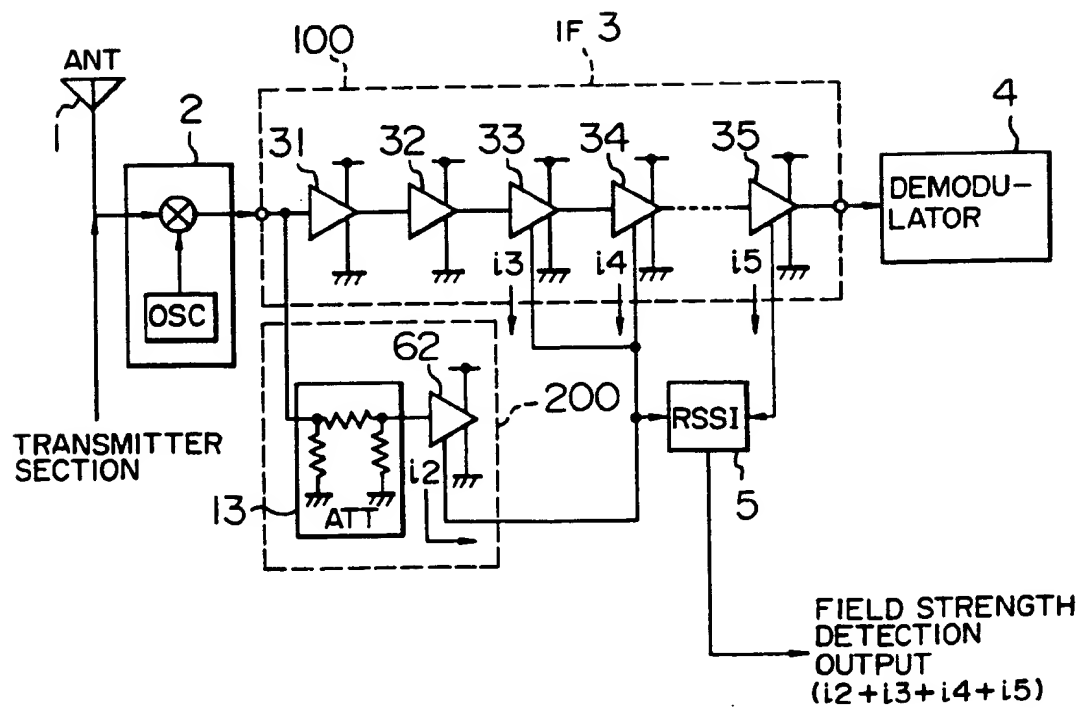 ANT
1
2
OSC
TRANSMITTER
SECTION
100
IF 3
31
32
33
34
35
i3
i4
i5
4
DEMODU-
LATOR
62
200
13
ATT
i2
RSSI
5
FIELD STRENGTH
DETECTION
OUTPUT
(i2+i3+i4+i5)